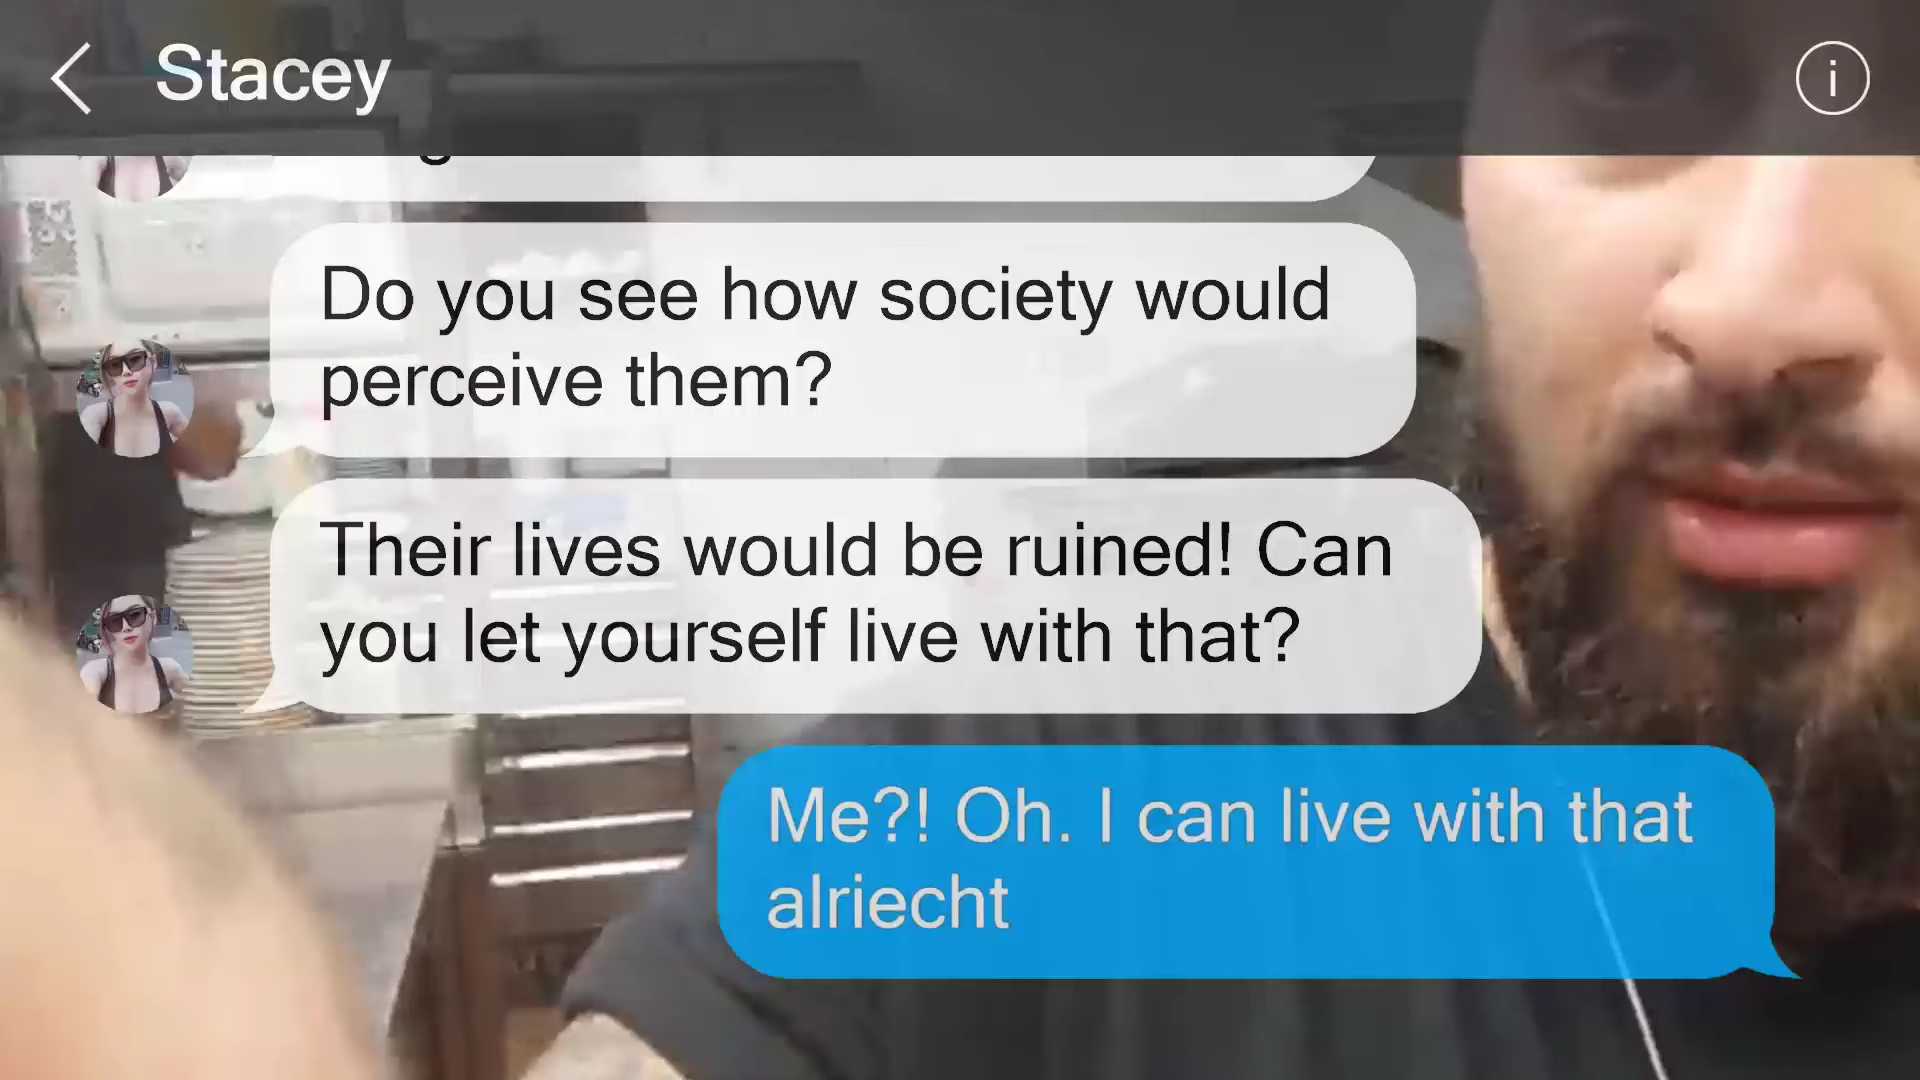 Stacey
Do you see how society would
perceive them?
Their lives would be ruined! Can
you let yourself live with that?
Me?! Oh. I can live with that
alriecht